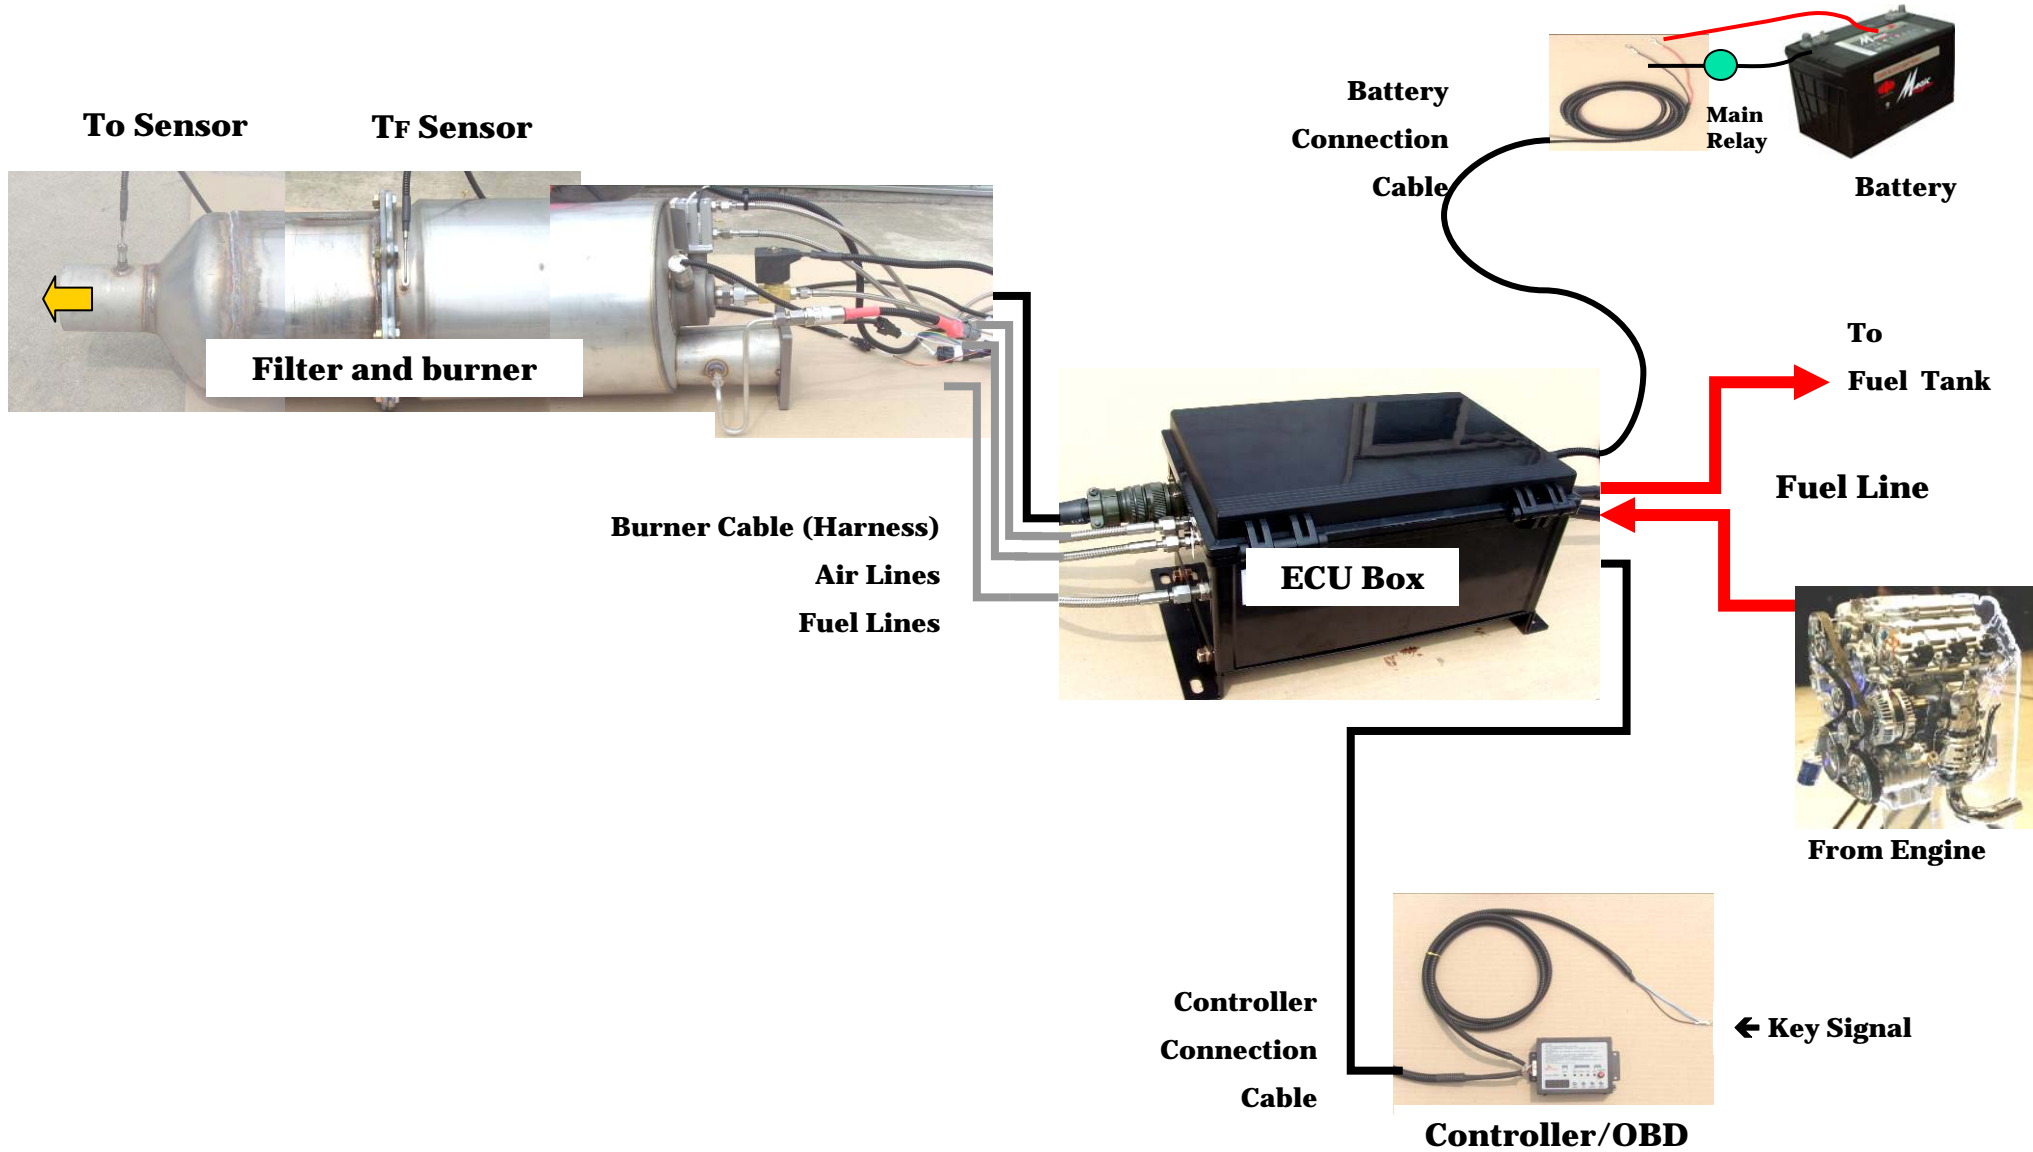 To Sensor
TF Sensor
Filter and burner
Battery
Connection
Cable
Main
Relay
Magic
Battery
To
Fuel Tank
Fuel Line
Burner Cable (Harness)
Air Lines
Fuel Lines
ECU Box
From Engine
Controller
Connection
Cable
← Key Signal
Controller/OBD